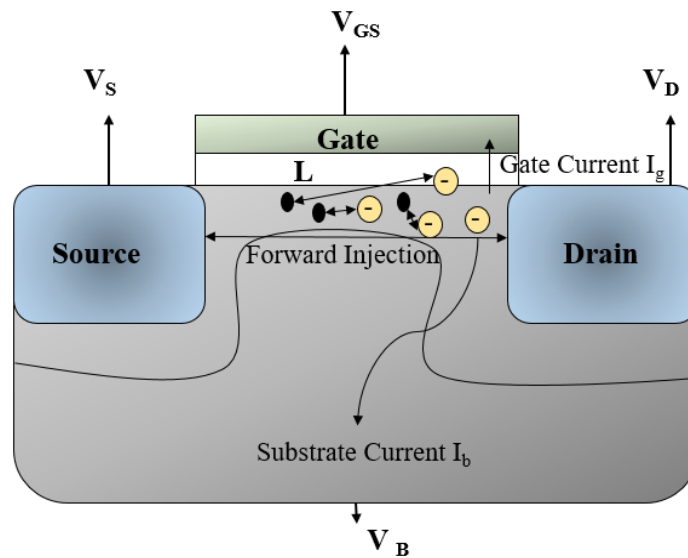 V_GS
V_S
V_D
Gate
L
Gate Current I_g
-
-
-
-
Source
Forward Injection
Drain
Substrate Current I_b
V_B